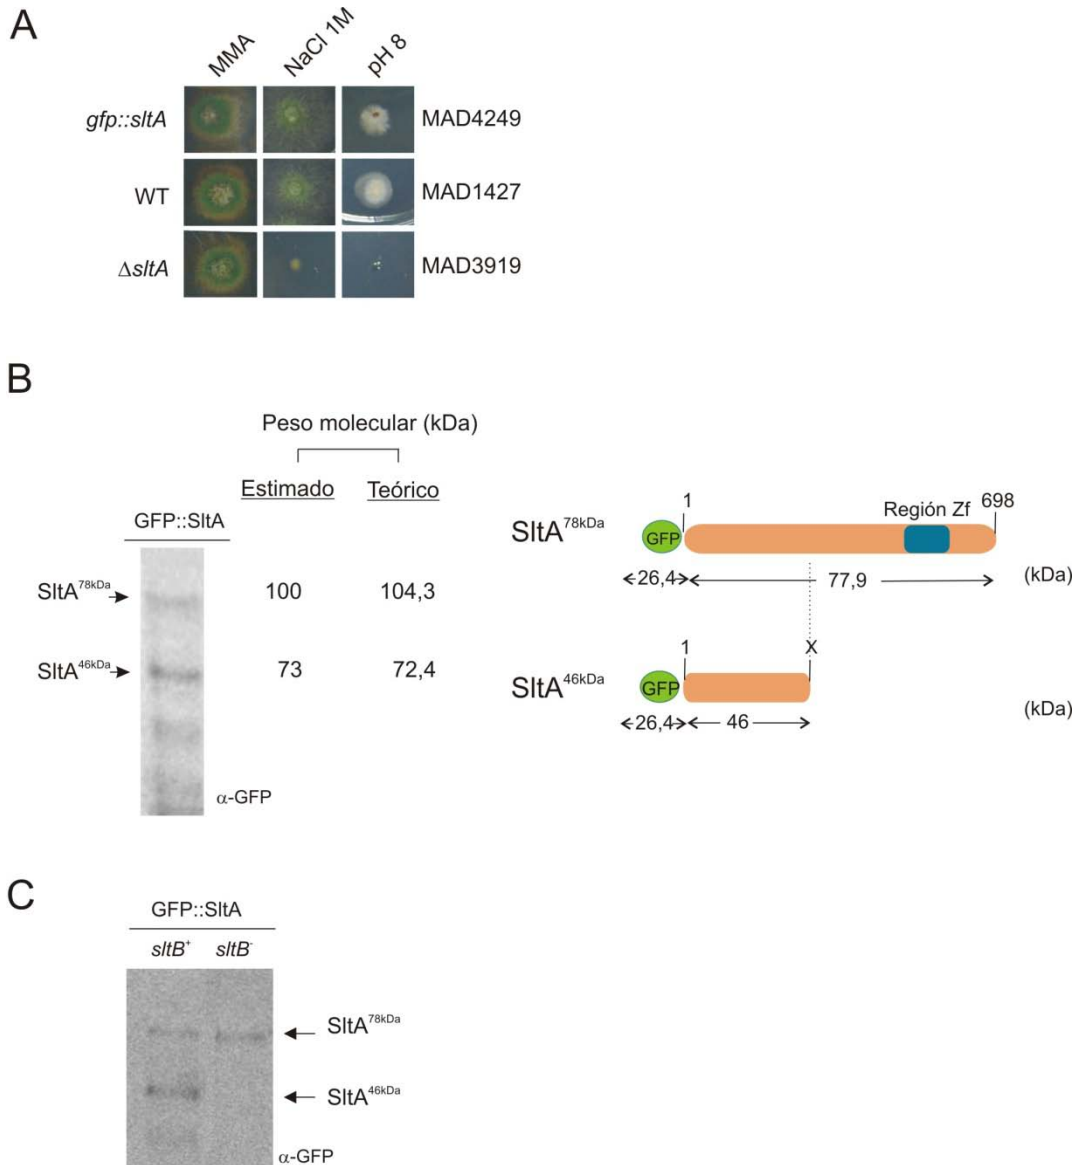 A
MMA
NaCl 1M
pH 8
gfp::sltA
MAD4249
WT
MAD1427
ΔsltA
MAD3919
B
Peso molecular (kDa)
Estimado Teórico
GFP::SltA
SltA78kDa 100 104,3
SltA46kDa 73 72,4
α-GFP
1 Región Zf 698
SltA78kDa
GFP
26,4 77,9 (kDa)
1 X
SltA46kDa
GFP
26,4 46 (kDa)
C
GFP::SltA
sltB+ sltB-
SltA78kDa
SltA46kDa
α-GFP